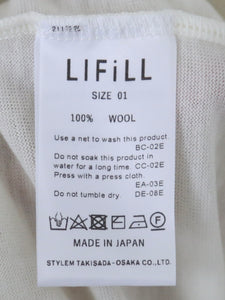 LIFiLL
SIZE 01
100% WOOL
Use a net to wash this product.
BC-02E
Do not soak this product in
water for a long time. CC-02E
Press with a cloth.
EA-03E
Do not tumble dry. DE-08E
MADE IN JAPAN
STYLEM TAKISADA-OSAKA CO.,LTD.